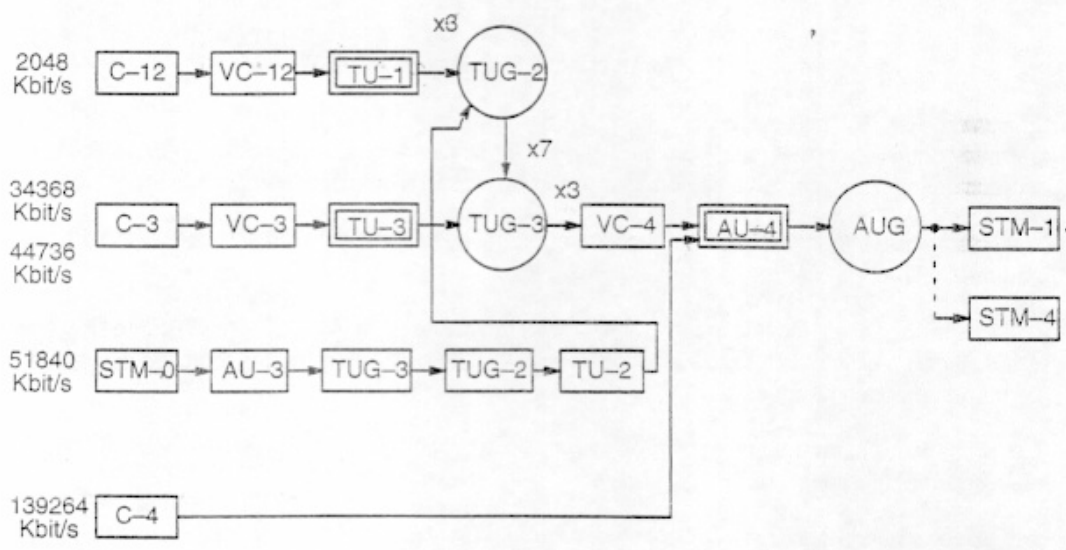 x3
2048
Kbit/s
C-12
VC-12
TU-1
TUG-2
x7
34368
Kbit/s
44736
Kbit/s
C-3
VC-3
TU-3
TUG-3
x3
VC-4
AU-4
AUG
STM-1
STM-4
51840
Kbit/s
STM-0
AU-3
TUG-3
TUG-2
TU-2
139264
Kbit/s
C-4